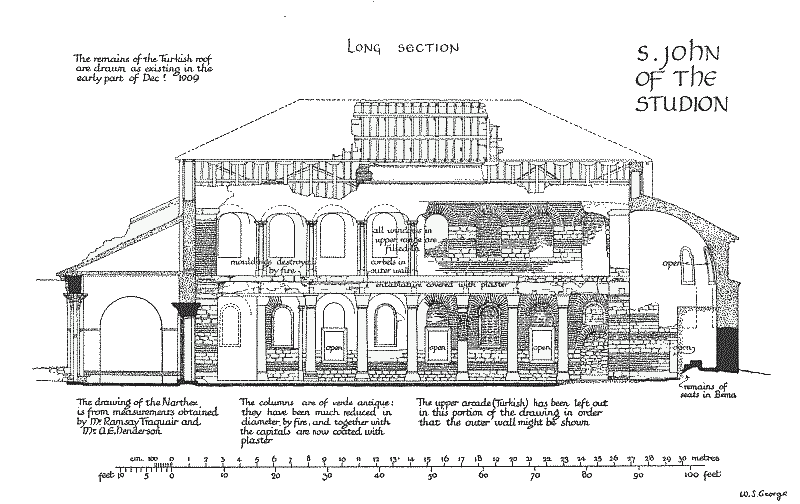 LONG SECTION
S. JOHN
OF THE
STUDION
The remains of the Turkish roof
are drawn as existing in the
early part of Dec! 1909
all windows in
upper range are
filled in
mouldings destroyed
by fire
corbels in
outer wall
entablature covered with plaster
open
open
open
open
open
remains of
seats in Bema
The drawing of the Narthex
is from measurements obtained
by Mr Ramsay Traquair and
Mr A.E. Henderson
The columns are of verde antique:
they have been much reduced in
diameter by fire, and together with
the capitals are now coated with
plaster
The upper arcade (Turkish) has been left out
in this portion of the drawing in order
that the outer wall might be shown
cm. 100 0 1 2 3 4 5 6 7 8 9 10 11 12 13 14 15 16 17 18 19 20 21 22 23 24 25 26 27 28 29 30 metres
feet 10 5 0 10 20 30 40 50 60 70 80 90 100 feet
W.S. George